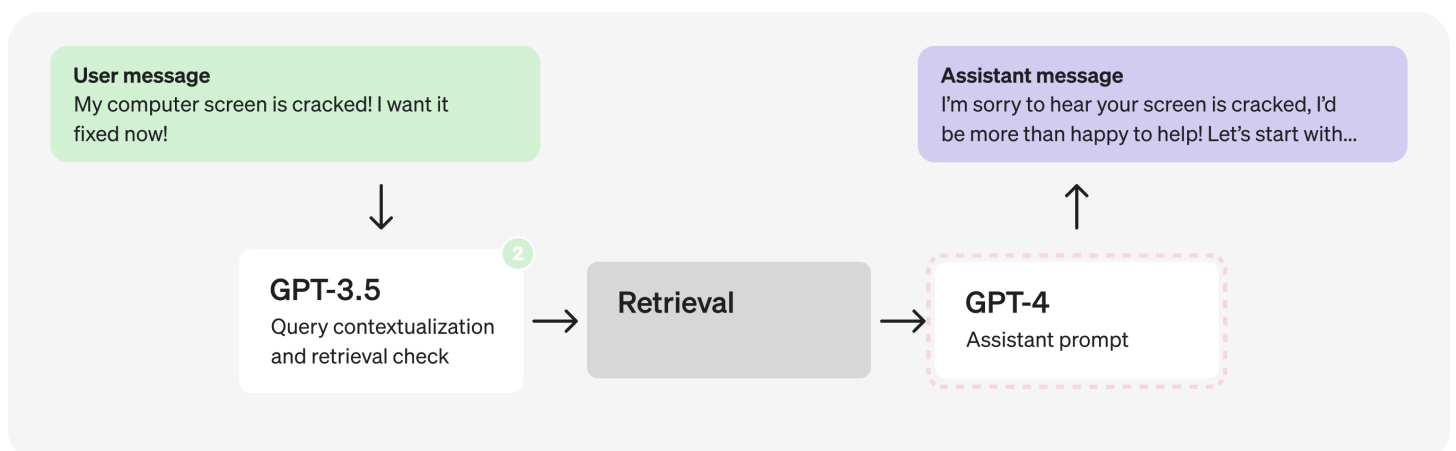 User message
My computer screen is cracked! I want it
fixed now!
Assistant message
I’m sorry to hear your screen is cracked, I’d
be more than happy to help! Let’s start with...
2
GPT-3.5
Query contextualization
and retrieval check
Retrieval
GPT-4
Assistant prompt